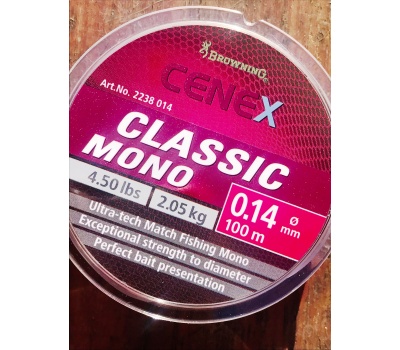 BROWNING
CENEX
Art.No. 2238 014
CLASSIC
MONO
4.50 lbs
2.05 kg
0.14 Ø mm
100 m
Ultra-tech Match Fishing Mono
Exceptional strength to diameter
Perfect bait presentation